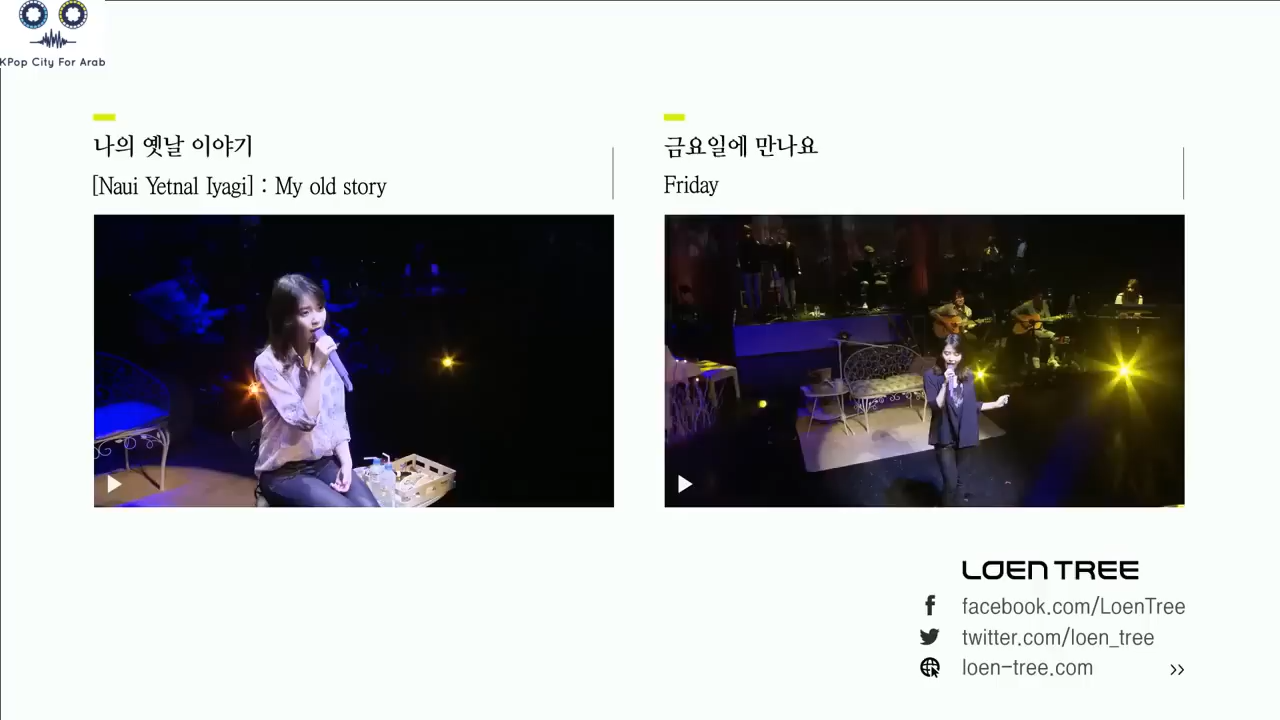 KPop City For Arab
나의 옛날 이야기
[Naui Yetnal Iyagi] : My old story
금요일에 만나요
Friday
LOEN TREE
facebook.com/LoenTree
twitter.com/loen_tree
loen-tree.com
>>